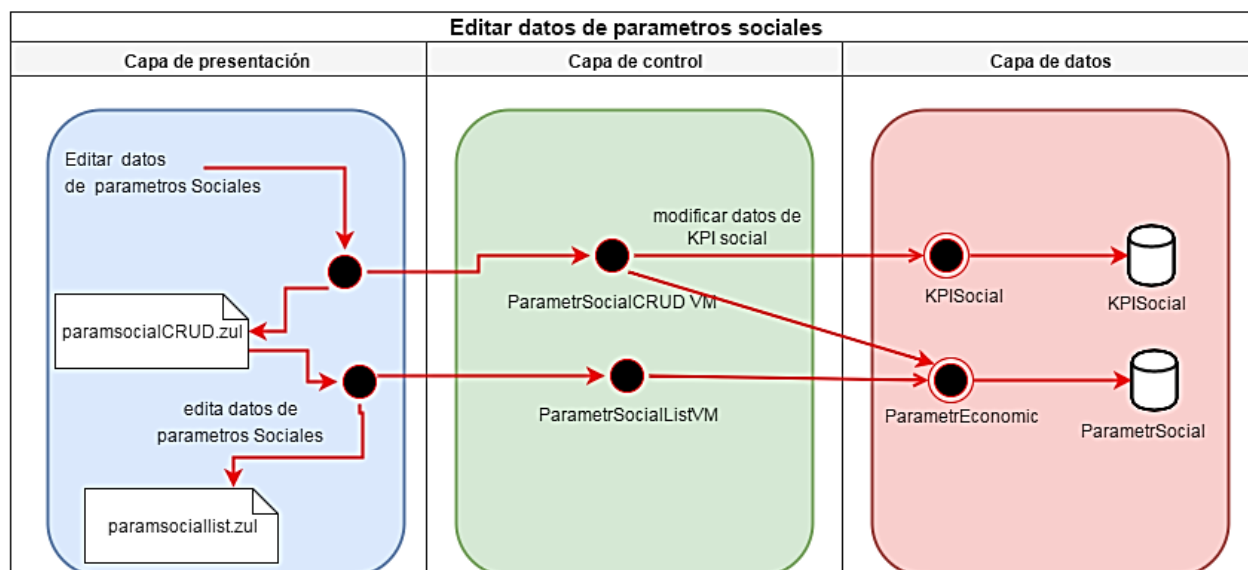 Editar datos de parametros sociales
Capa de presentación
Capa de control
Capa de datos
Editar datos
de parametros Sociales
modificar datos de
KPI social
ParametrSocialCRUD VM
KPISocial
KPISocial
paramsocialCRUD.zul
edita datos de
parametros Sociales
ParametrSocialListVM
ParametrEconomic
ParametrSocial
paramsociallist.zul